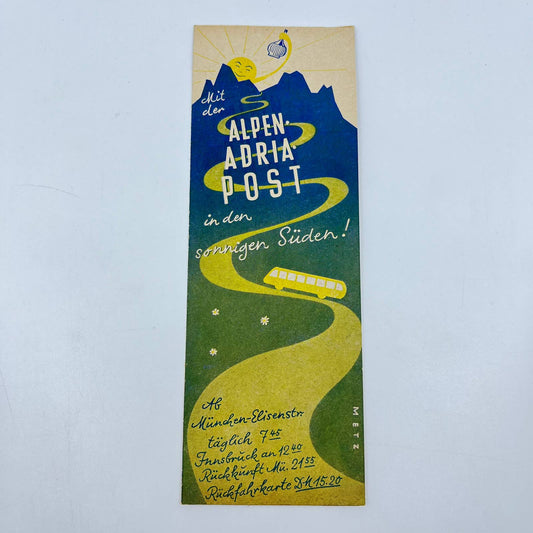 Mit
der
ALPEN-
ADRIA-
POST
in den
sonnigen Süden!
Ab
München-Elisenstr.
täglich 7 45
Innsbruck an 12 40
Rückkunft Mü. 21 55
Rückfahrkarte DM 15.20
METZ